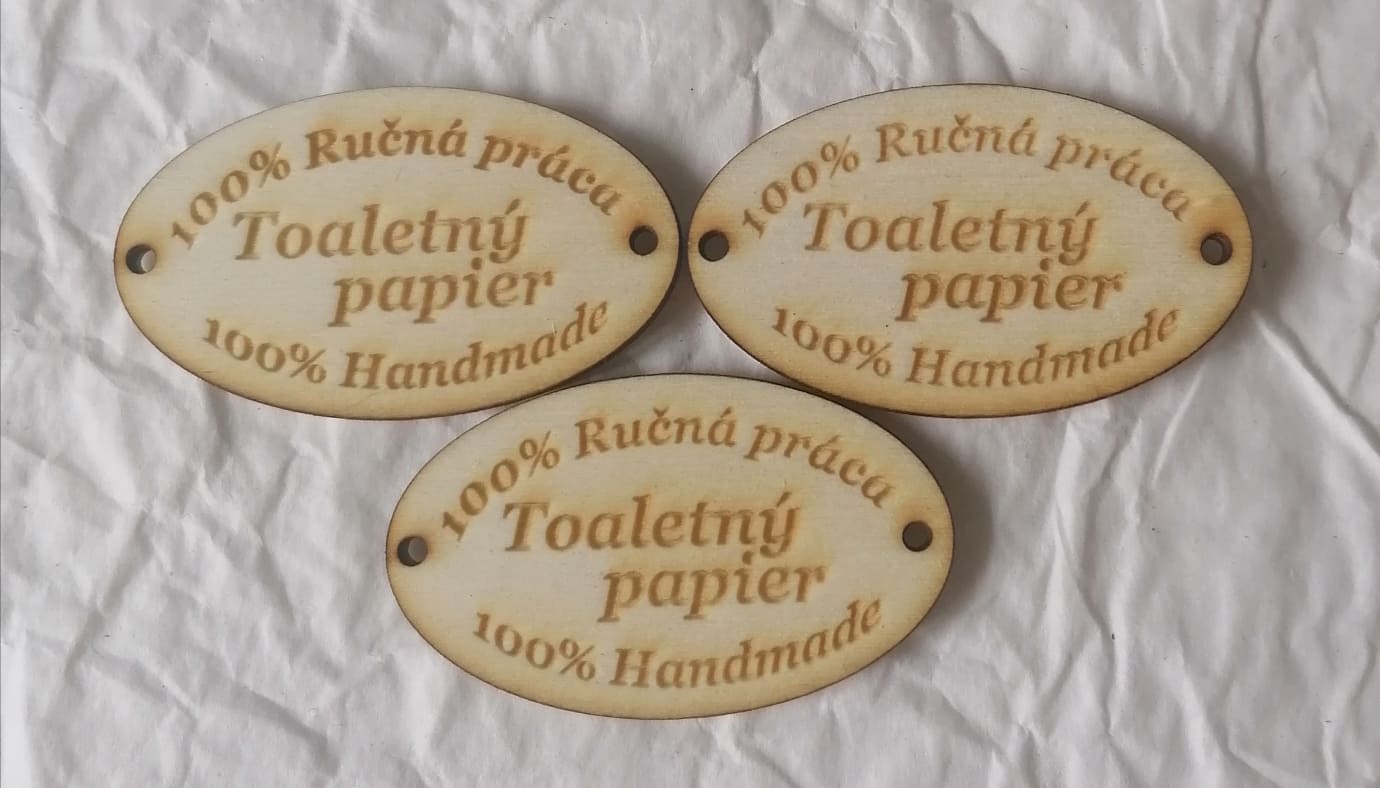 100% Ručná práca
Toaletný
papier
100% Handmade
100% Ručná práca
Toaletný
papier
100% Handmade
100% Ručná práca
Toaletný
papier
100% Handmade